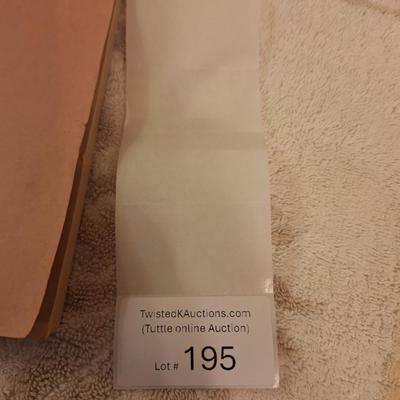 TwistedKAuctions.com
(Tuttle online Auction)
Lot # 195